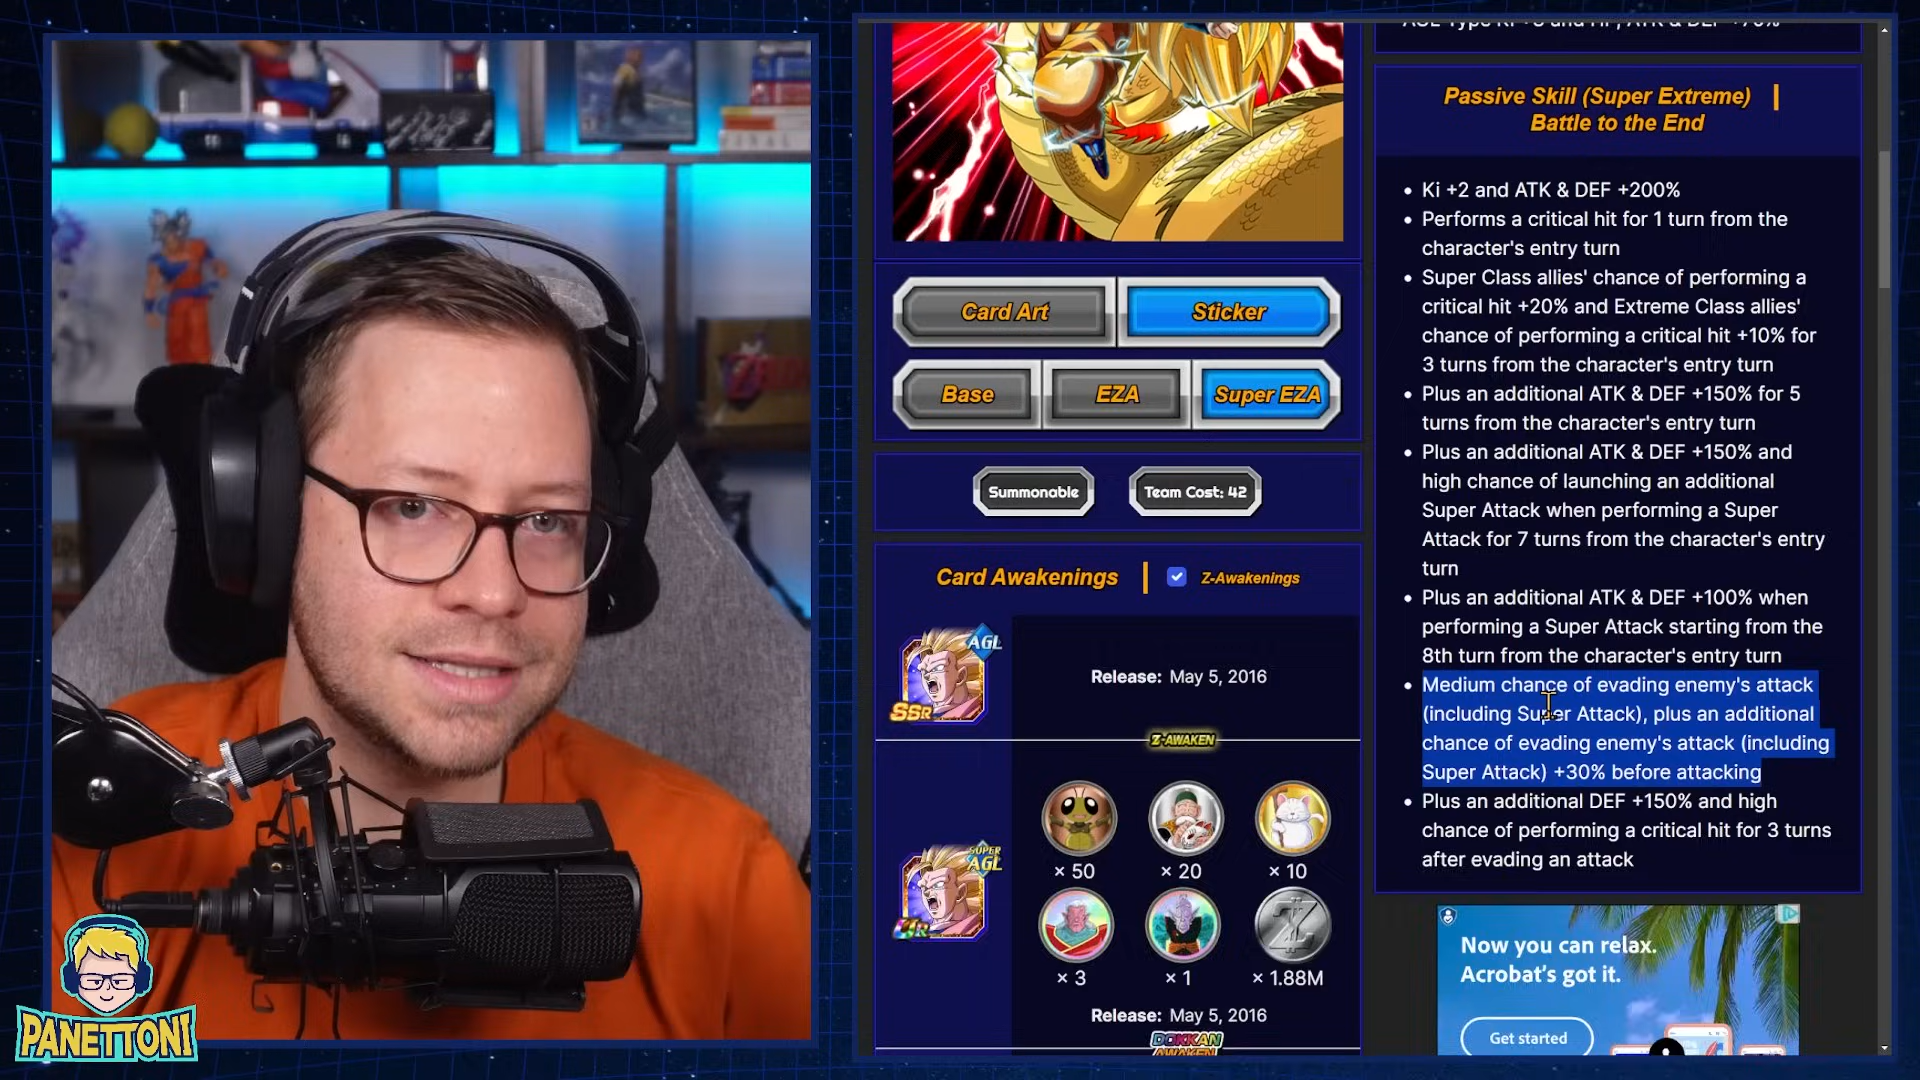 PANETTONI
Card Art
Sticker
Base
EZA
Super EZA
Summonable
Team Cost: 42
Card Awakenings
Z-Awakenings
AGL
SSR
Release: May 5, 2016
Z-AWAKEN
SUPER
AGL
UR
× 50
× 20
× 10
× 3
× 1
× 1.88M
Release: May 5, 2016
DOKKAN
AWAKEN
Passive Skill (Super Extreme)
Battle to the End
• Ki +2 and ATK & DEF +200%
• Performs a critical hit for 1 turn from the
character's entry turn
• Super Class allies' chance of performing a
critical hit +20% and Extreme Class allies'
chance of performing a critical hit +10% for
3 turns from the character's entry turn
• Plus an additional ATK & DEF +150% for 5
turns from the character's entry turn
• Plus an additional ATK & DEF +150% and
high chance of launching an additional
Super Attack when performing a Super
Attack for 7 turns from the character's entry
turn
• Plus an additional ATK & DEF +100% when
performing a Super Attack starting from the
8th turn from the character's entry turn
• Medium chance of evading enemy's attack
(including Super Attack), plus an additional
chance of evading enemy's attack (including
Super Attack) +30% before attacking
• Plus an additional DEF +150% and high
chance of performing a critical hit for 3 turns
after evading an attack
Now you can relax.
Acrobat's got it.
Get started